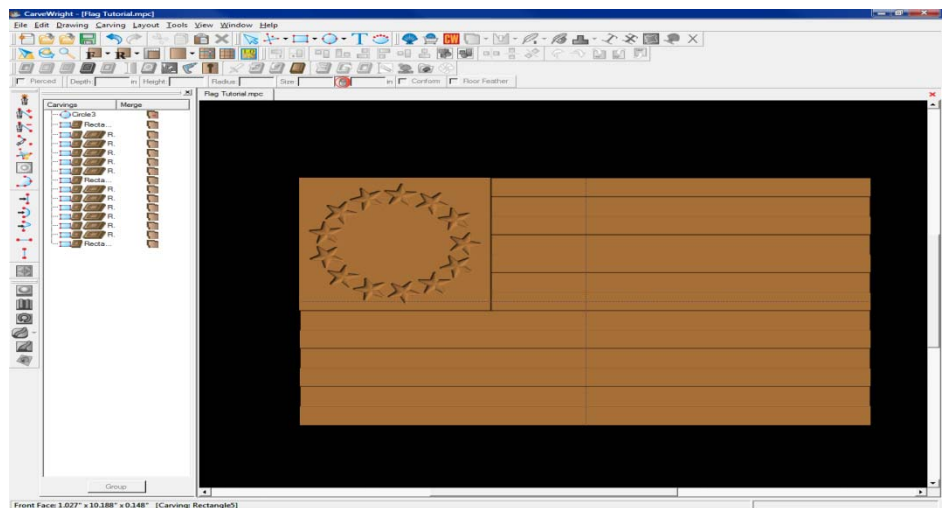 CarveWright - [Flag Tutorial.mpc]
File Edit Drawing Carving Layout Tools View Window Help
Pierced Depth: in Height: Radius: Size: in Conform Floor Feather
Flag Tutorial.mpc
Carvings Merge
Circle3
Recta...
R.
R.
R.
R.
R.
Recta...
R.
R.
R.
R.
R.
R.
Recta...
Group
Front Face: 1.027" x 10.188" x 0.148" [Carving: Rectangle5]